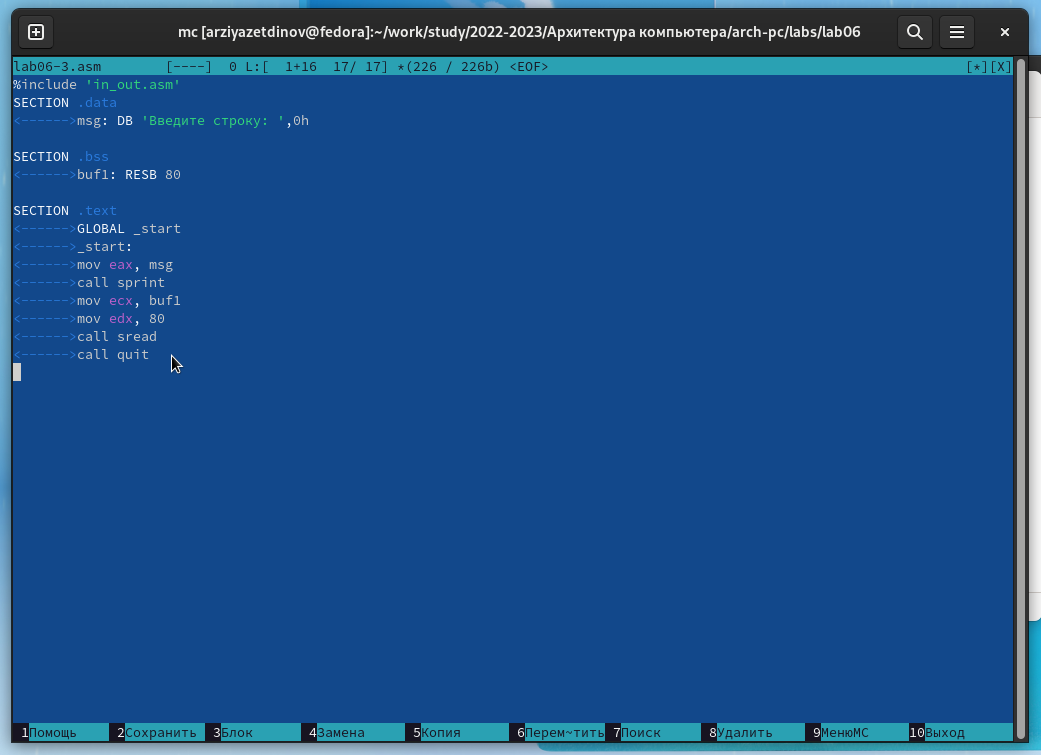 mc [arziyazetdinov@fedora]:~/work/study/2022-2023/Архитектура компьютера/arch-pc/labs/lab06
lab06-3.asm        [----]  0 L:[  1+16  17/ 17] *(226 / 226b) <EOF>        [*][X]
%include 'in_out.asm'
SECTION .data
<------>msg: DB 'Введите строку: ',0h
SECTION .bss
<------>buf1: RESB 80
SECTION .text
<------>GLOBAL _start
<------>_start:
<------>mov eax, msg
<------>call sprint
<------>mov ecx, buf1
<------>mov edx, 80
<------>call sread
<------>call quit
1Помощь 2Сохранить 3Блок 4Замена 5Копия 6Перем~тить 7Поиск 8Удалить 9МенюМС 10Выход